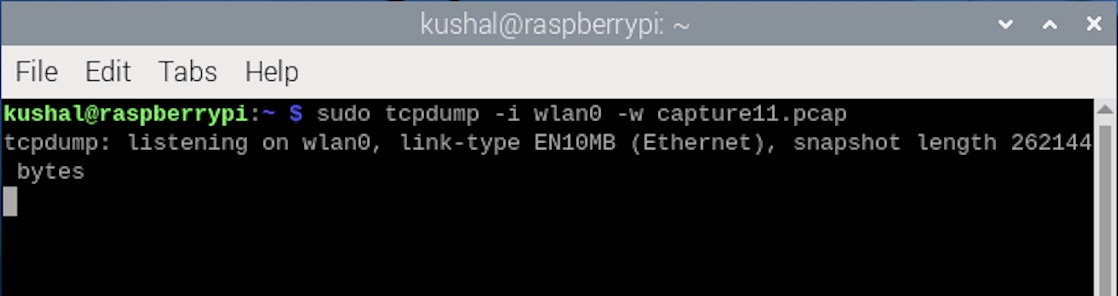 kushal@raspberrypi: ~
File Edit Tabs Help
kushal@raspberrypi:~ $ sudo tcpdump -i wlan0 -w capture11.pcap
tcpdump: listening on wlan0, link-type EN10MB (Ethernet), snapshot length 262144
bytes